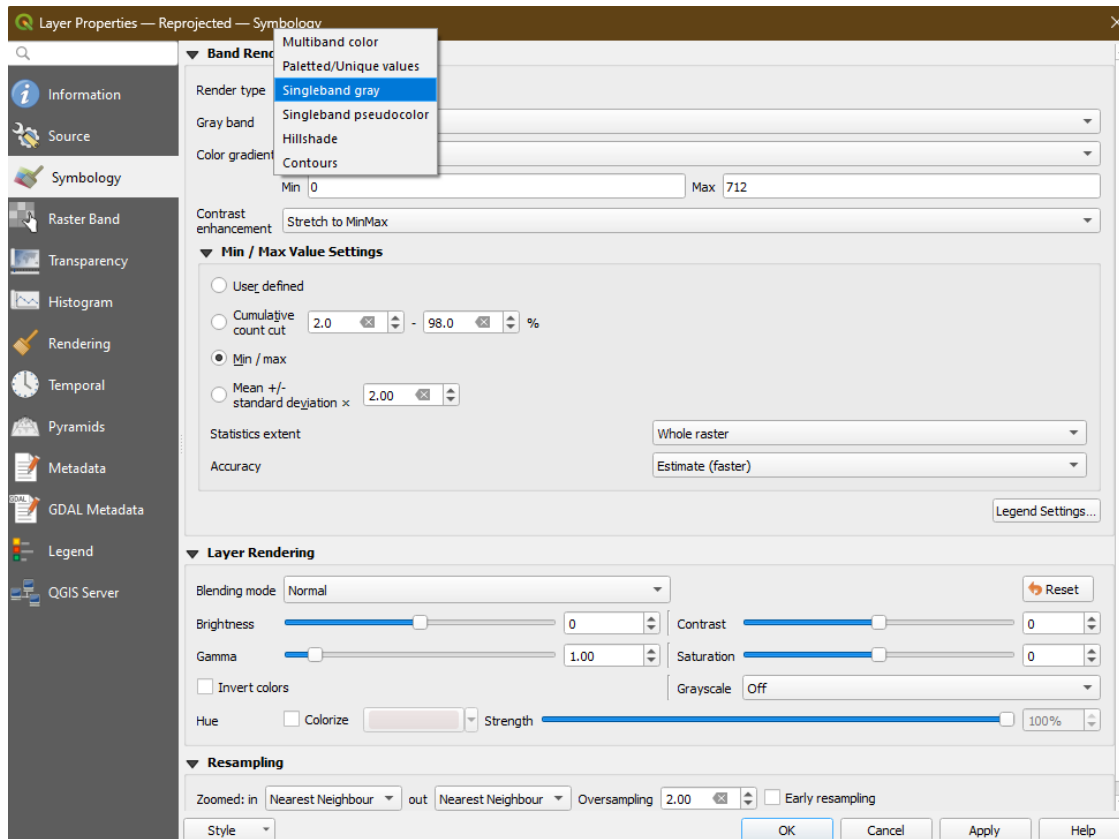 Layer Properties — Reprojected — Symbology
Information
Source
Symbology
Raster Band
Transparency
Histogram
Rendering
Temporal
Pyramids
Metadata
GDAL
GDAL Metadata
Legend
QGIS Server
Style
Band Rend
Render type
Multiband color
Paletted/Unique values
Singleband gray
Singleband pseudocolor
Hillshade
Contours
Gray band
Color gradient
Min 0 Max 712
Contrast
enhancement
Stretch to MinMax
Min / Max Value Settings
User defined
Cumulative
count cut
2.0 - 98.0 %
Min / max
Mean +/-
standard deviation ×
2.00
Statistics extent Whole raster
Accuracy Estimate (faster)
Legend Settings...
Layer Rendering
Blending mode Normal Reset
Brightness 0 Contrast 0
Gamma 1.00 Saturation 0
Invert colors Grayscale Off
Hue Colorize Strength 100%
Resampling
Zoomed: in Nearest Neighbour out Nearest Neighbour Oversampling 2.00 Early resampling
OK Cancel Apply Help